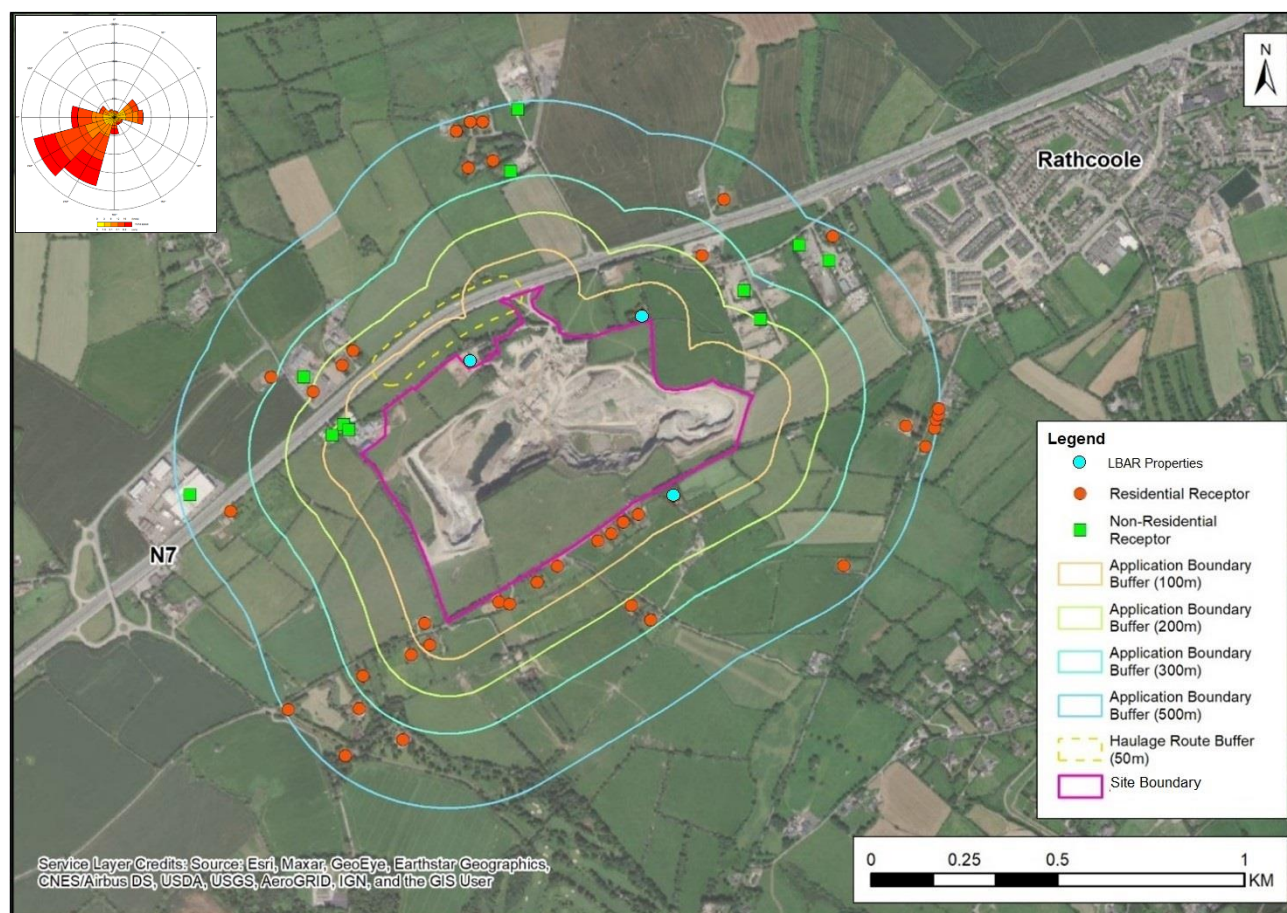 N
Rathcoole
N7
Legend
LBAR Properties
Residential Receptor
Non-Residential
Receptor
Application Boundary
Buffer (100m)
Application Boundary
Buffer (200m)
Application Boundary
Buffer (300m)
Application Boundary
Buffer (500m)
Haulage Route Buffer
(50m)
Site Boundary
Service Layer Credits: Source: Esri, Maxar, GeoEye, Earthstar Geographics,
CNES/Airbus DS, USDA, USGS, AeroGRID, IGN, and the GIS User
0 0.25 0.5 1
KM